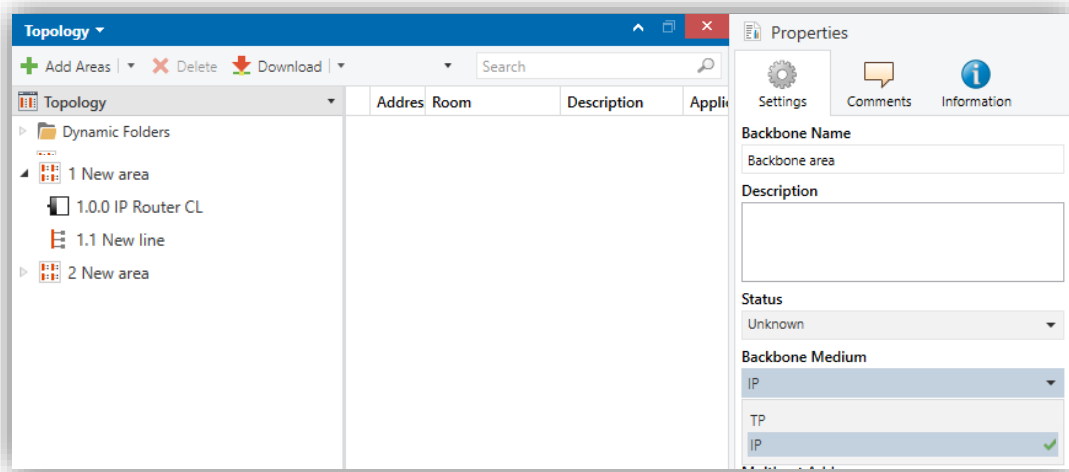 Topology
Add Areas
Delete
Download
Search
Topology
Addres
Room
Description
Applic
Dynamic Folders
1 New area
1.0.0 IP Router CL
1.1 New line
2 New area
Properties
Settings
Comments
Information
Backbone Name
Backbone area
Description
Status
Unknown
Backbone Medium
IP
TP
IP